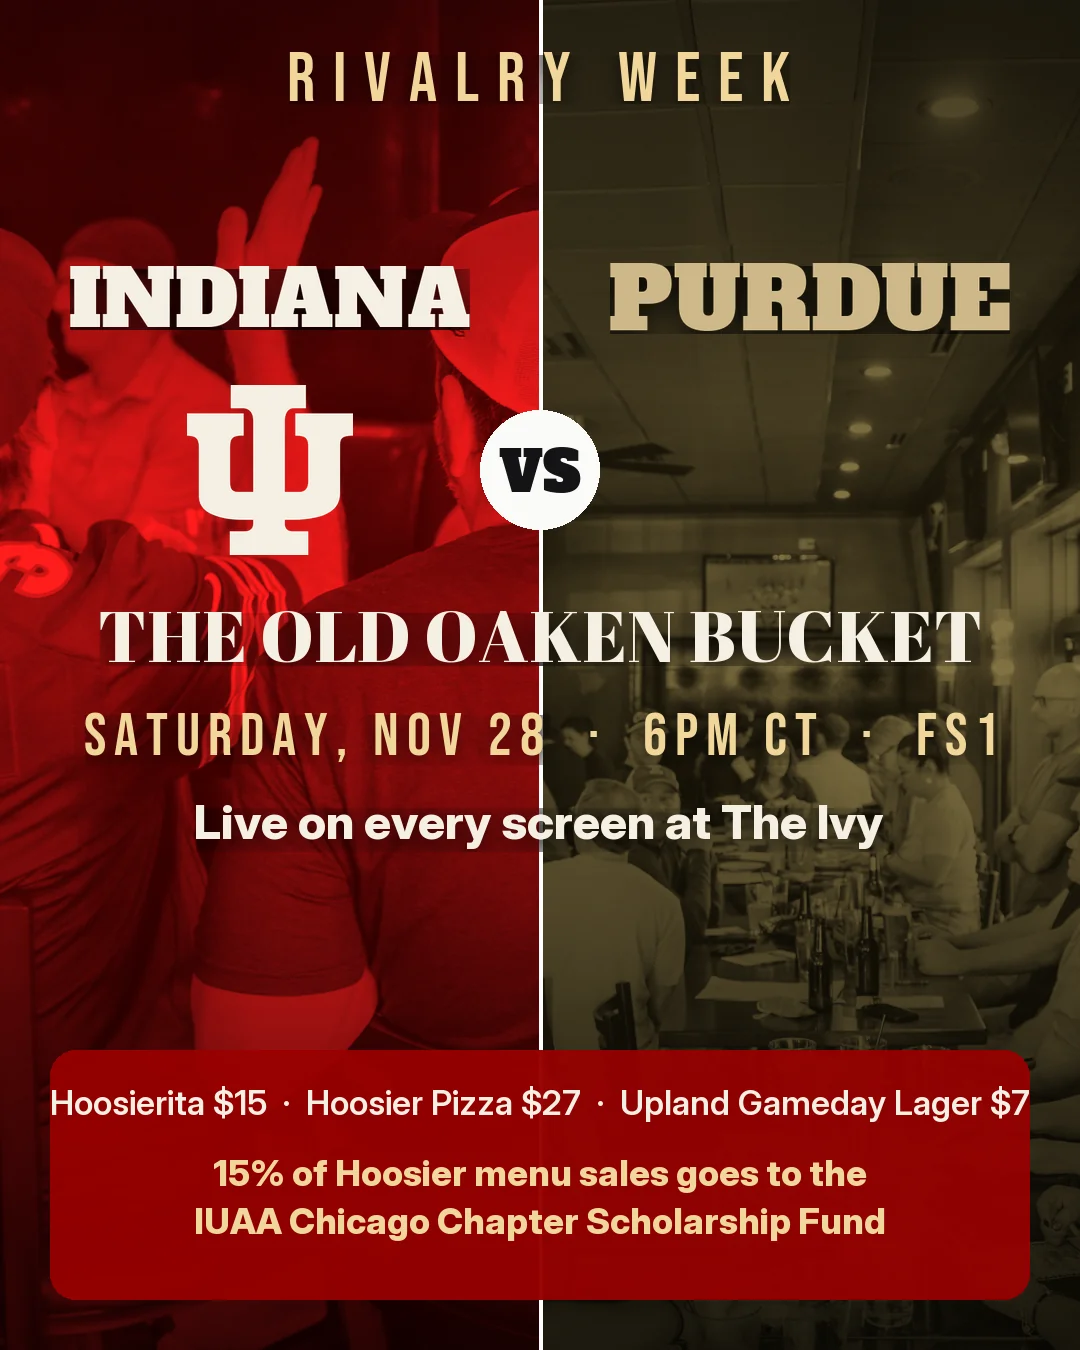 RIVALRY WEEK
INDIANA
PURDUE
VS
THE OLD OAKEN BUCKET
SATURDAY, NOV 28 · 6PM CT · FS1
Live on every screen at The Ivy
Hoosierita $15 · Hoosier Pizza $27 · Upland Gameday Lager $7
15% of Hoosier menu sales goes to the
IUAA Chicago Chapter Scholarship Fund